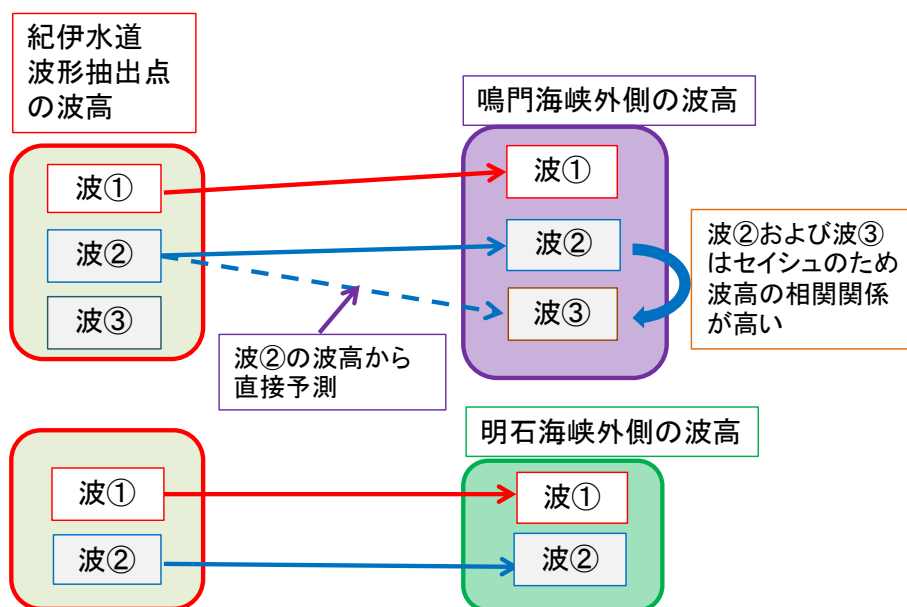 紀伊水道
波形抽出点
の波高
鳴門海峡外側の波高
波①
波②
波③
波①
波②
波③
波②および波③
はセイシュのため
波高の相関関係
が高い
波②の波高から
直接予測
明石海峡外側の波高
波①
波②
波①
波②